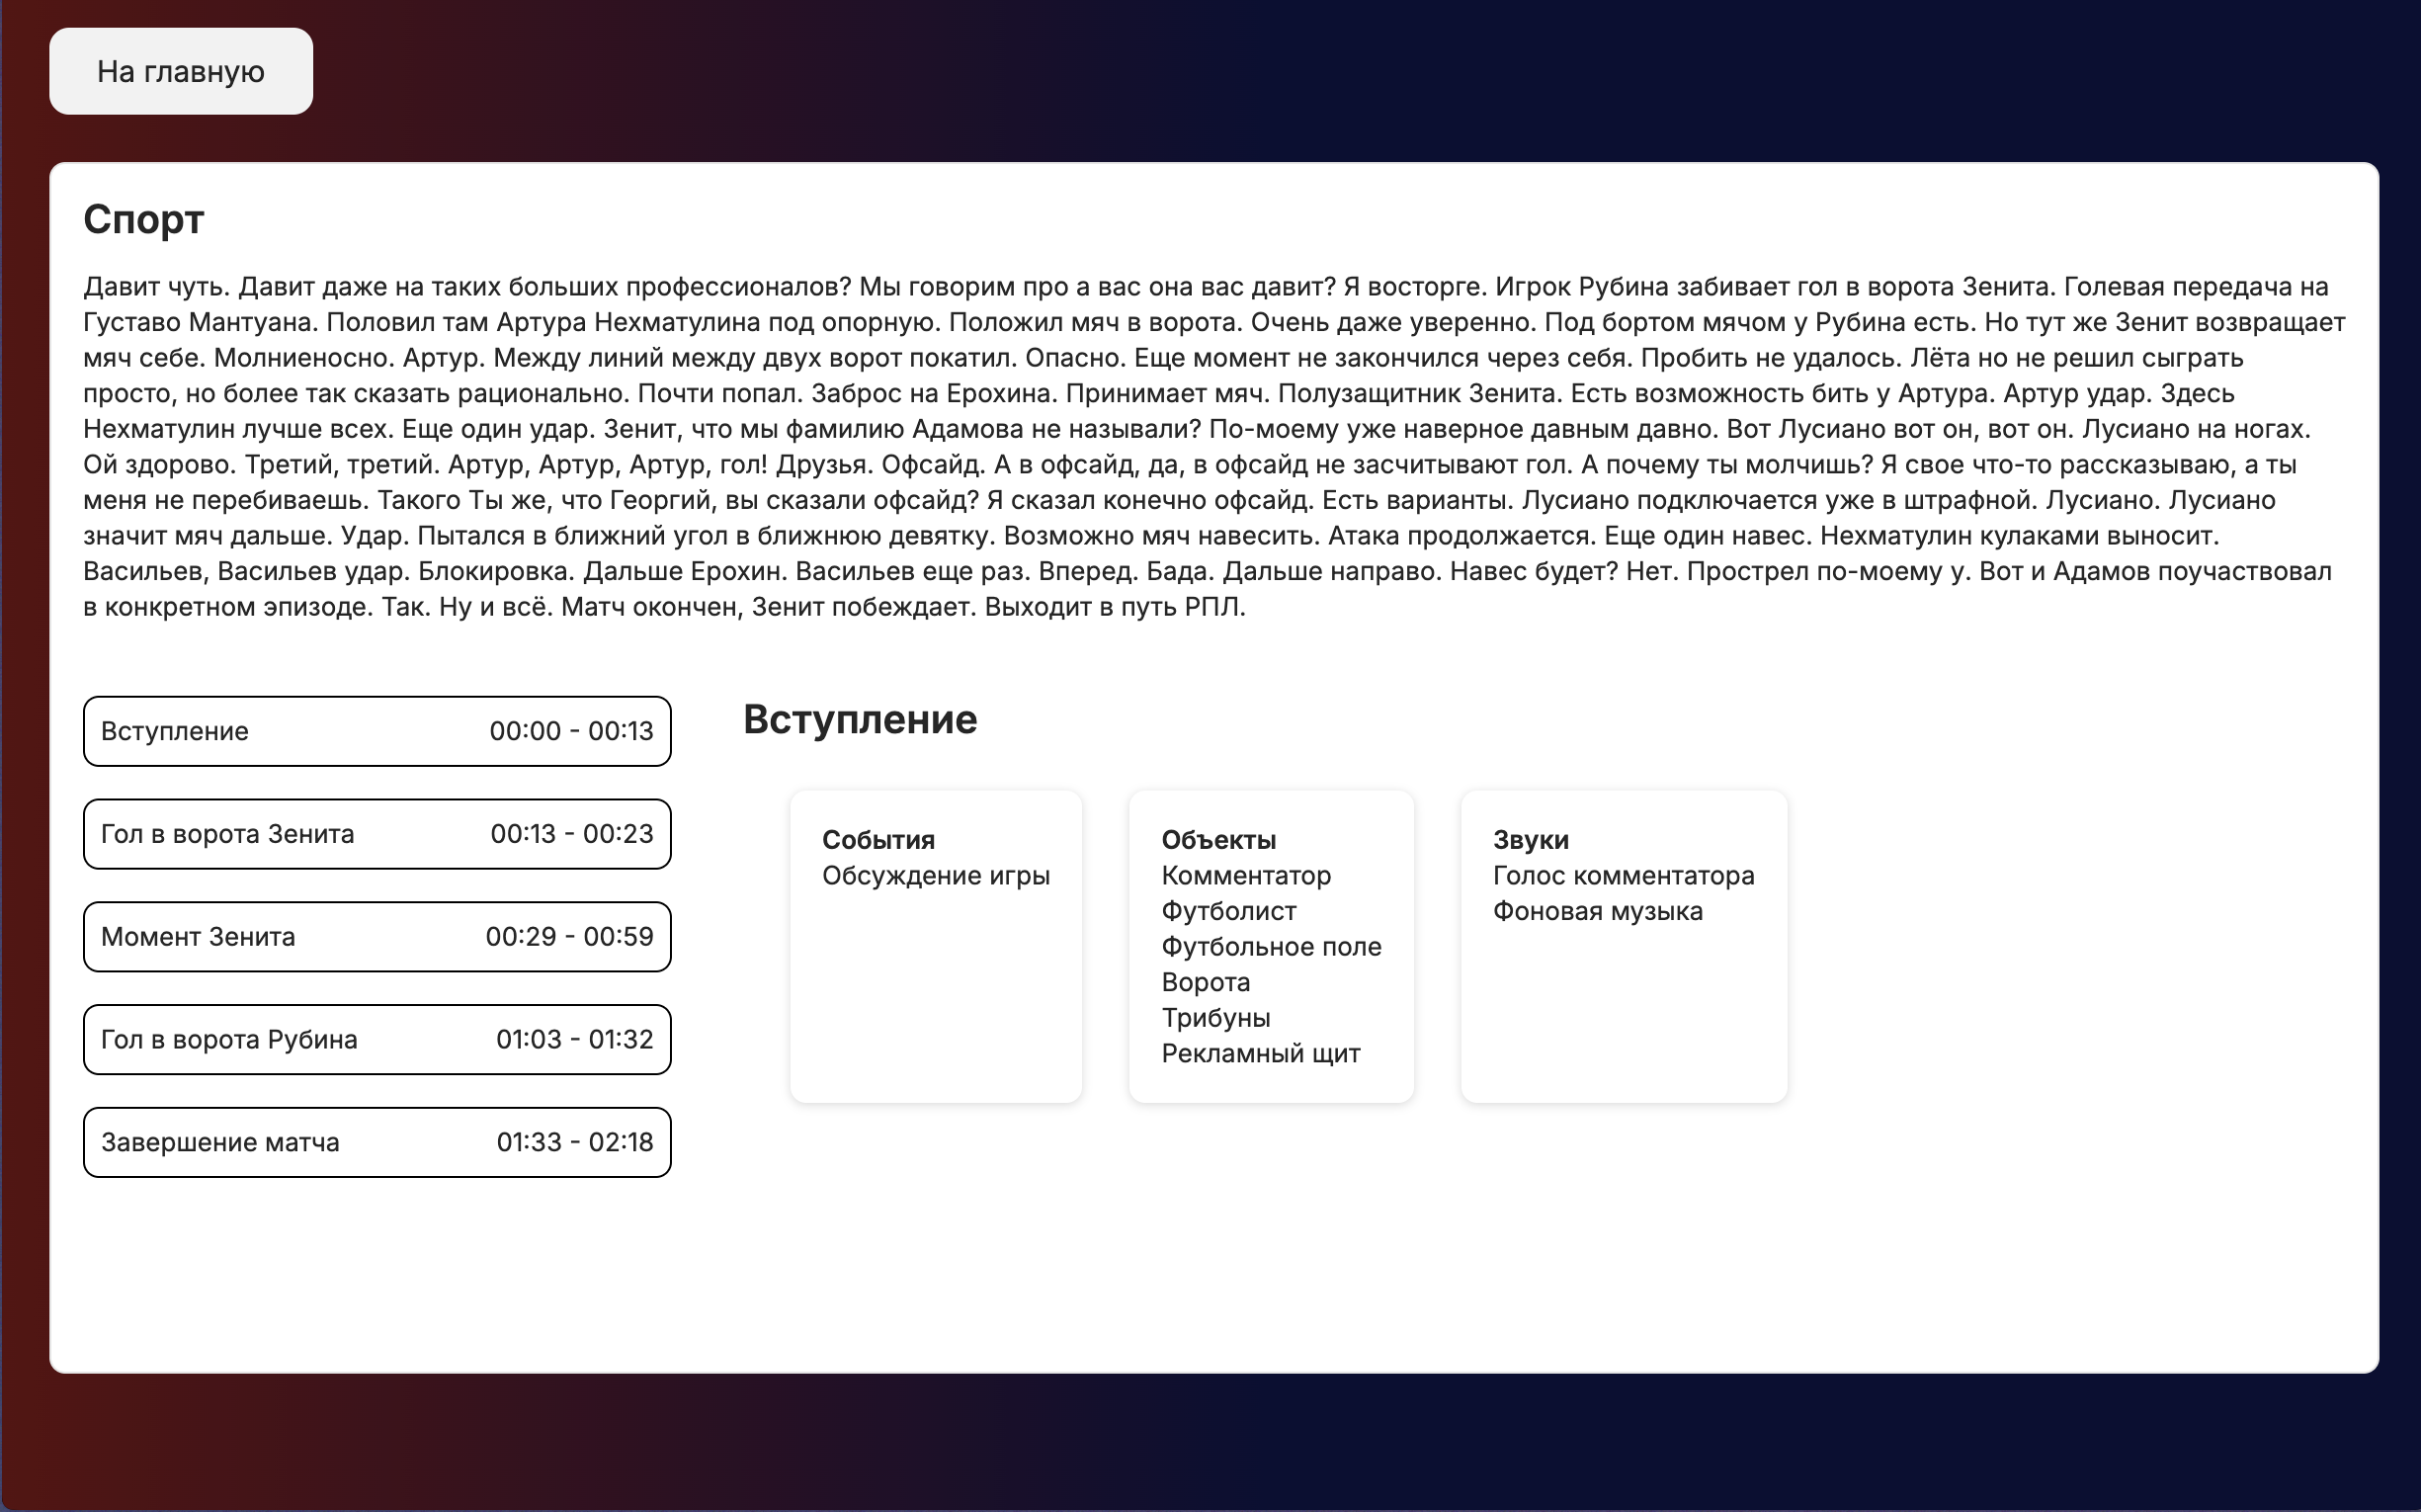 На главную
Спорт
Давит чуть. Давит даже на таких больших профессионалов? Мы говорим про а вас она вас давит? Я восторге. Игрок Рубина забивает гол в ворота Зенита. Голевая передача на
Густаво Мантуана. Половил там Артура Нехматулина под опорную. Положил мяч в ворота. Очень даже уверенно. Под бортом мячом у Рубина есть. Но тут же Зенит возвращает
мяч себе. Молниеносно. Артур. Между линий между двух ворот покатил. Опасно. Еще момент не закончился через себя. Пробить не удалось. Лёта но не решил сыграть
просто, но более так сказать рационально. Почти попал. Заброс на Ерохина. Принимает мяч. Полузащитник Зенита. Есть возможность бить у Артура. Артур удар. Здесь
Нехматулин лучше всех. Еще один удар. Зенит, что мы фамилию Адамова не называли? По-моему уже наверное давным давно. Вот Лусиано вот он, вот он. Лусиано на ногах.
Ой здорово. Третий, третий. Артур, Артур, Артур, гол! Друзья. Офсайд. А в офсайд, да, в офсайд не засчитывают гол. А почему ты молчишь? Я свое что-то рассказываю, а ты
меня не перебиваешь. Такого Ты же, что Георгий, вы сказали офсайд? Я сказал конечно офсайд. Есть варианты. Лусиано подключается уже в штрафной. Лусиано. Лусиано
значит мяч дальше. Удар. Пытался в ближний угол в ближнюю девятку. Возможно мяч навесить. Атака продолжается. Еще один навес. Нехматулин кулаками выносит.
Васильев, Васильев удар. Блокировка. Дальше Ерохин. Васильев еще раз. Вперед. Бада. Дальше направо. Навес будет? Нет. Прострел по-моему у. Вот и Адамов поучаствовал
в конкретном эпизоде. Так. Ну и всё. Матч окончен, Зенит побеждает. Выходит в путь РПЛ.
Вступление 00:00 - 00:13
Гол в ворота Зенита 00:13 - 00:23
Момент Зенита 00:29 - 00:59
Гол в ворота Рубина 01:03 - 01:32
Завершение матча 01:33 - 02:18
Вступление
События
Обсуждение игры
Объекты
Комментатор
Футболист
Футбольное поле
Ворота
Трибуны
Рекламный щит
Звуки
Голос комментатора
Фоновая музыка